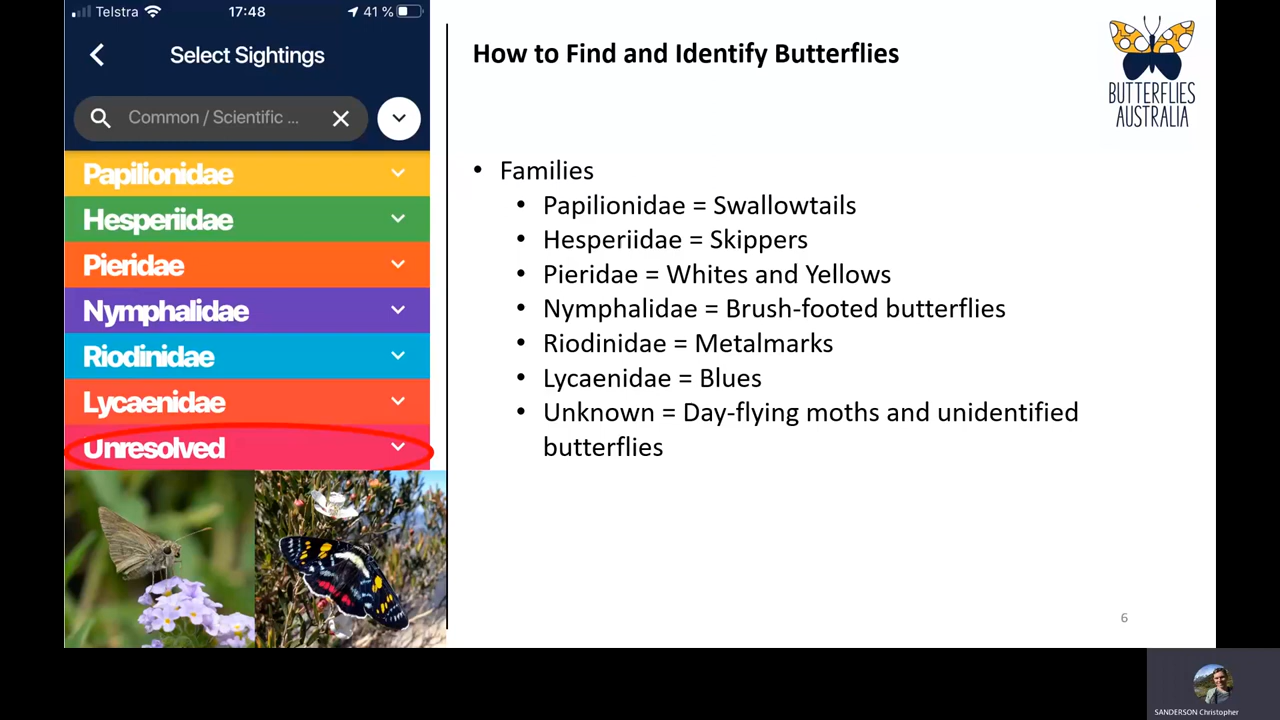 Telstra 17:48 41 %
Select Sightings
Common / Scientific ...
Papilionidae
Hesperiidae
Pieridae
Nymphalidae
Riodinidae
Lycaenidae
Unresolved
How to Find and Identify Butterflies
BUTTERFLIES
AUSTRALIA
• Families
• Papilionidae = Swallowtails
• Hesperiidae = Skippers
• Pieridae = Whites and Yellows
• Nymphalidae = Brush-footed butterflies
• Riodinidae = Metalmarks
• Lycaenidae = Blues
• Unknown = Day-flying moths and unidentified
butterflies
6
SANDERSON Christopher